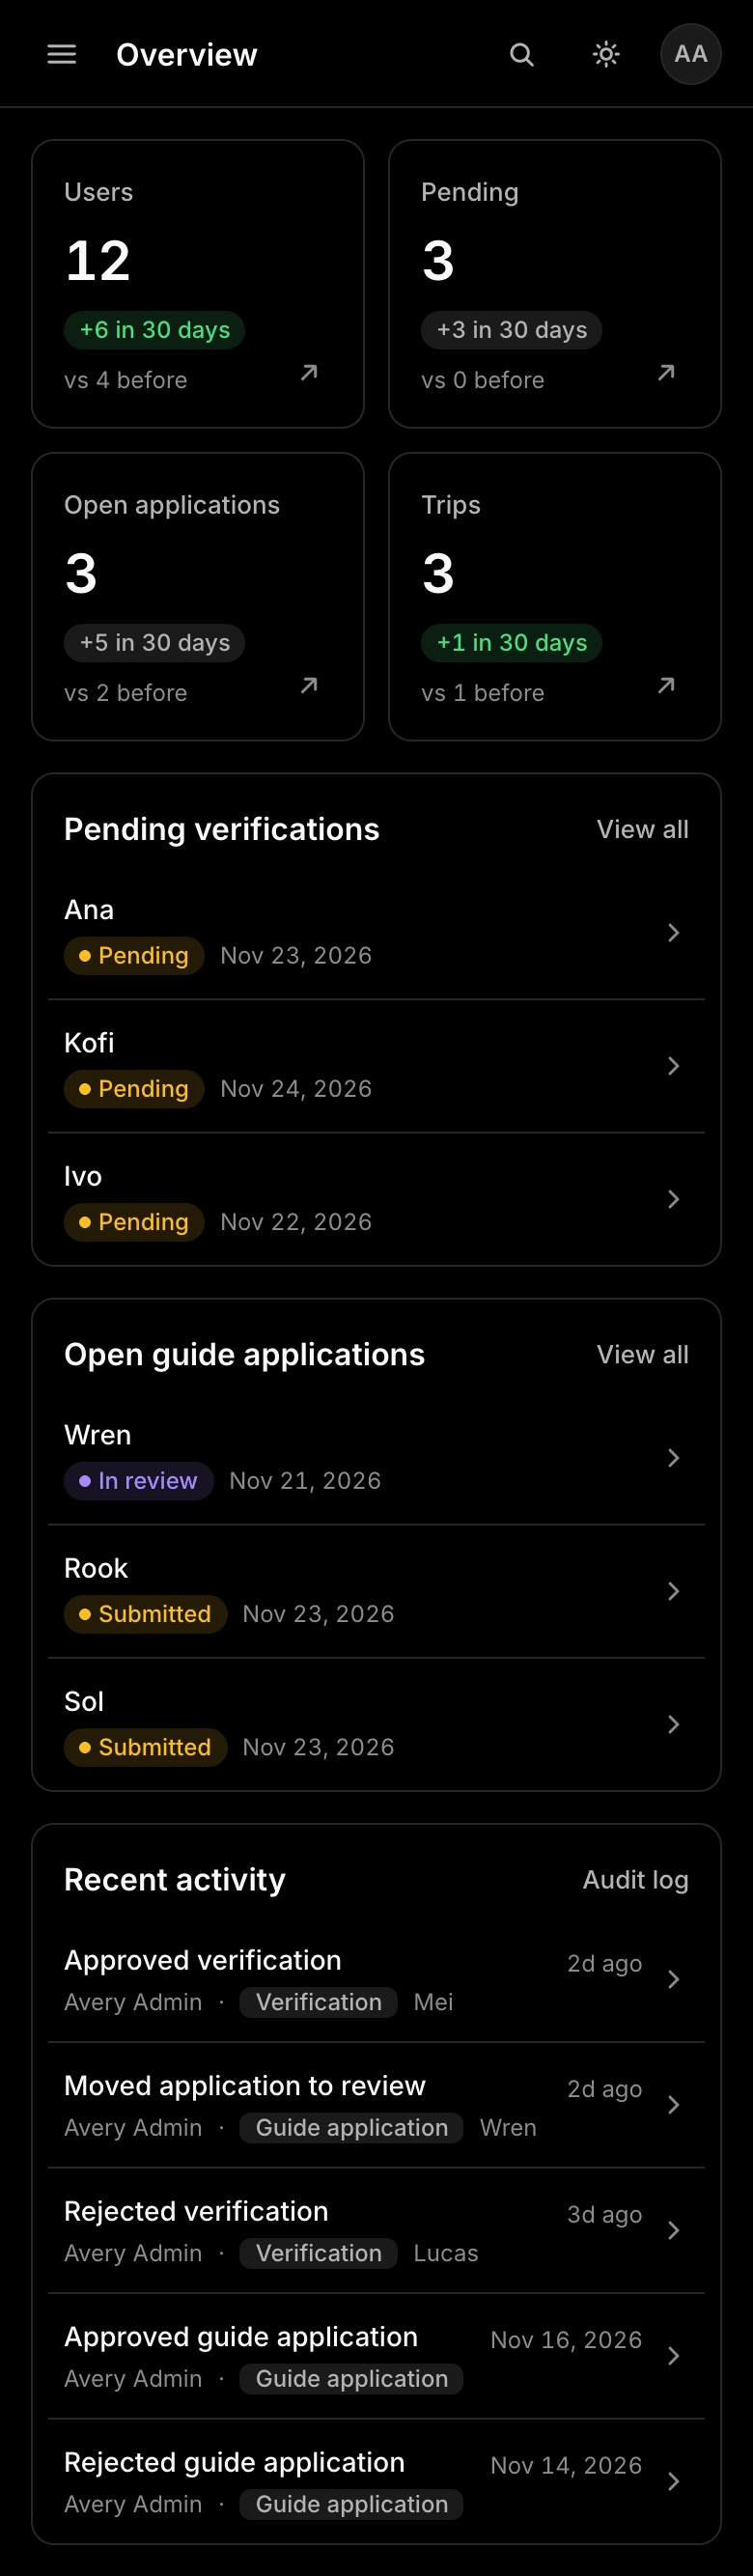 Overview
AA
Users
12
+6 in 30 days
vs 4 before
Pending
3
+3 in 30 days
vs 0 before
Open applications
3
+5 in 30 days
vs 2 before
Trips
3
+1 in 30 days
vs 1 before
Pending verifications
View all
Ana
Pending Nov 23, 2026
Kofi
Pending Nov 24, 2026
Ivo
Pending Nov 22, 2026
Open guide applications
View all
Wren
In review Nov 21, 2026
Rook
Submitted Nov 23, 2026
Sol
Submitted Nov 23, 2026
Recent activity
Audit log
Approved verification 2d ago
Avery Admin · Verification Mei
Moved application to review 2d ago
Avery Admin · Guide application Wren
Rejected verification 3d ago
Avery Admin · Verification Lucas
Approved guide application Nov 16, 2026
Avery Admin · Guide application
Rejected guide application Nov 14, 2026
Avery Admin · Guide application